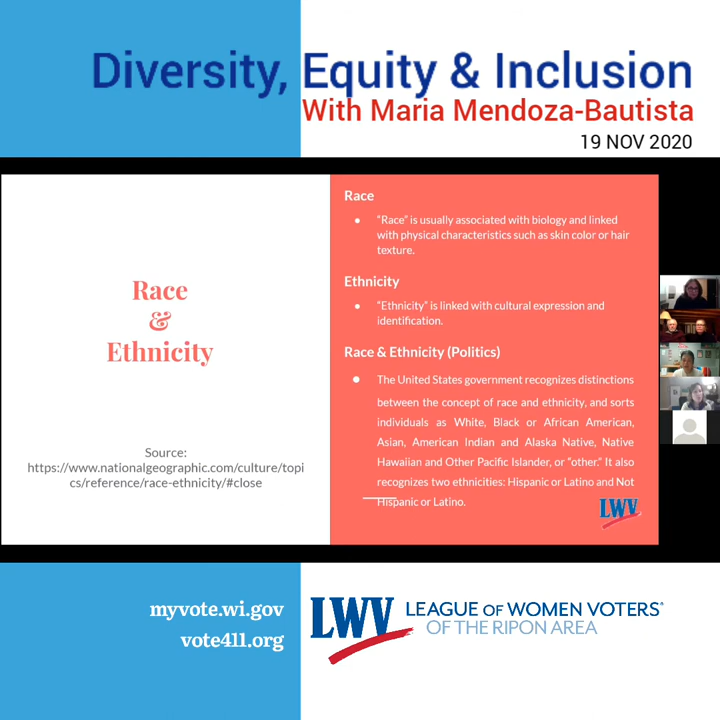 Diversity, Equity & Inclusion
With Maria Mendoza-Bautista
19 NOV 2020
Race
&
Ethnicity
Source:
https://www.nationalgeographic.com/culture/topi
cs/reference/race-ethnicity/#close
Race
● “Race” is usually associated with biology and linked
with physical characteristics such as skin color or hair
texture.
Ethnicity
● “Ethnicity” is linked with cultural expression and
identification.
Race & Ethnicity (Politics)
● The United States government recognizes distinctions
between the concept of race and ethnicity, and sorts
individuals as White, Black or African American,
Asian, American Indian and Alaska Native, Native
Hawaiian and Other Pacific Islander, or “other.” It also
recognizes two ethnicities: Hispanic or Latino and Not
Hispanic or Latino.
LWV
myvote.wi.gov
vote411.org
LWV LEAGUE OF WOMEN VOTERS®
OF THE RIPON AREA